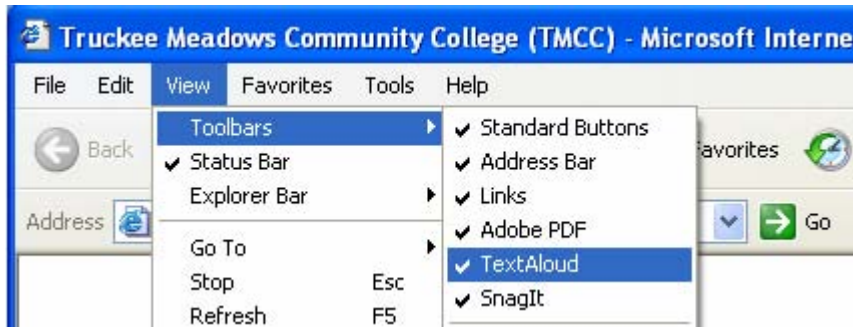 Truckee Meadows Community College (TMCC) - Microsoft Interne
File Edit View Favorites Tools Help
Back
Toolbars
Standard Buttons
avorites
Status Bar
Address Bar
Explorer Bar
Links
Address
Adobe PDF
Go
Go To
TextAloud
Stop Esc
SnagIt
Refresh F5